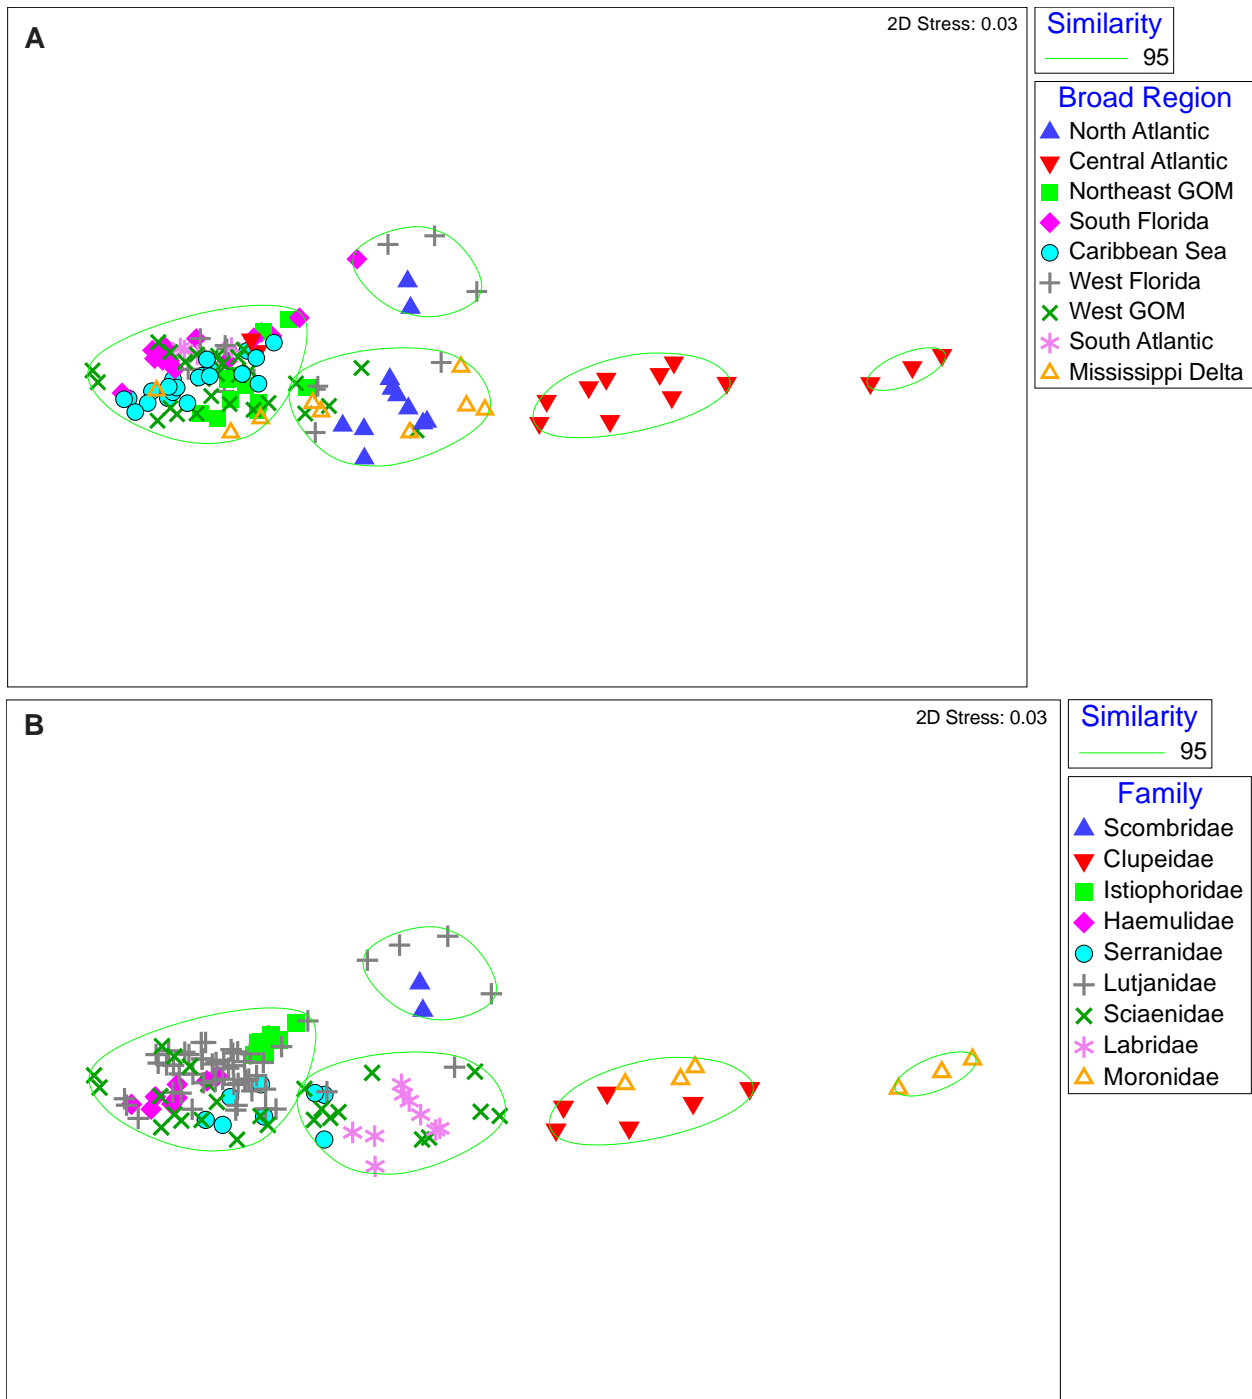 A
2D Stress: 0.03
Similarity
95
Broad Region
North Atlantic
Central Atlantic
Northeast GOM
South Florida
Caribbean Sea
West Florida
West GOM
South Atlantic
Mississippi Delta
B
2D Stress: 0.03
Similarity
95
Family
Scombridae
Clupeidae
Istiophoridae
Haemulidae
Serranidae
Lutjanidae
Sciaenidae
Labridae
Moronidae